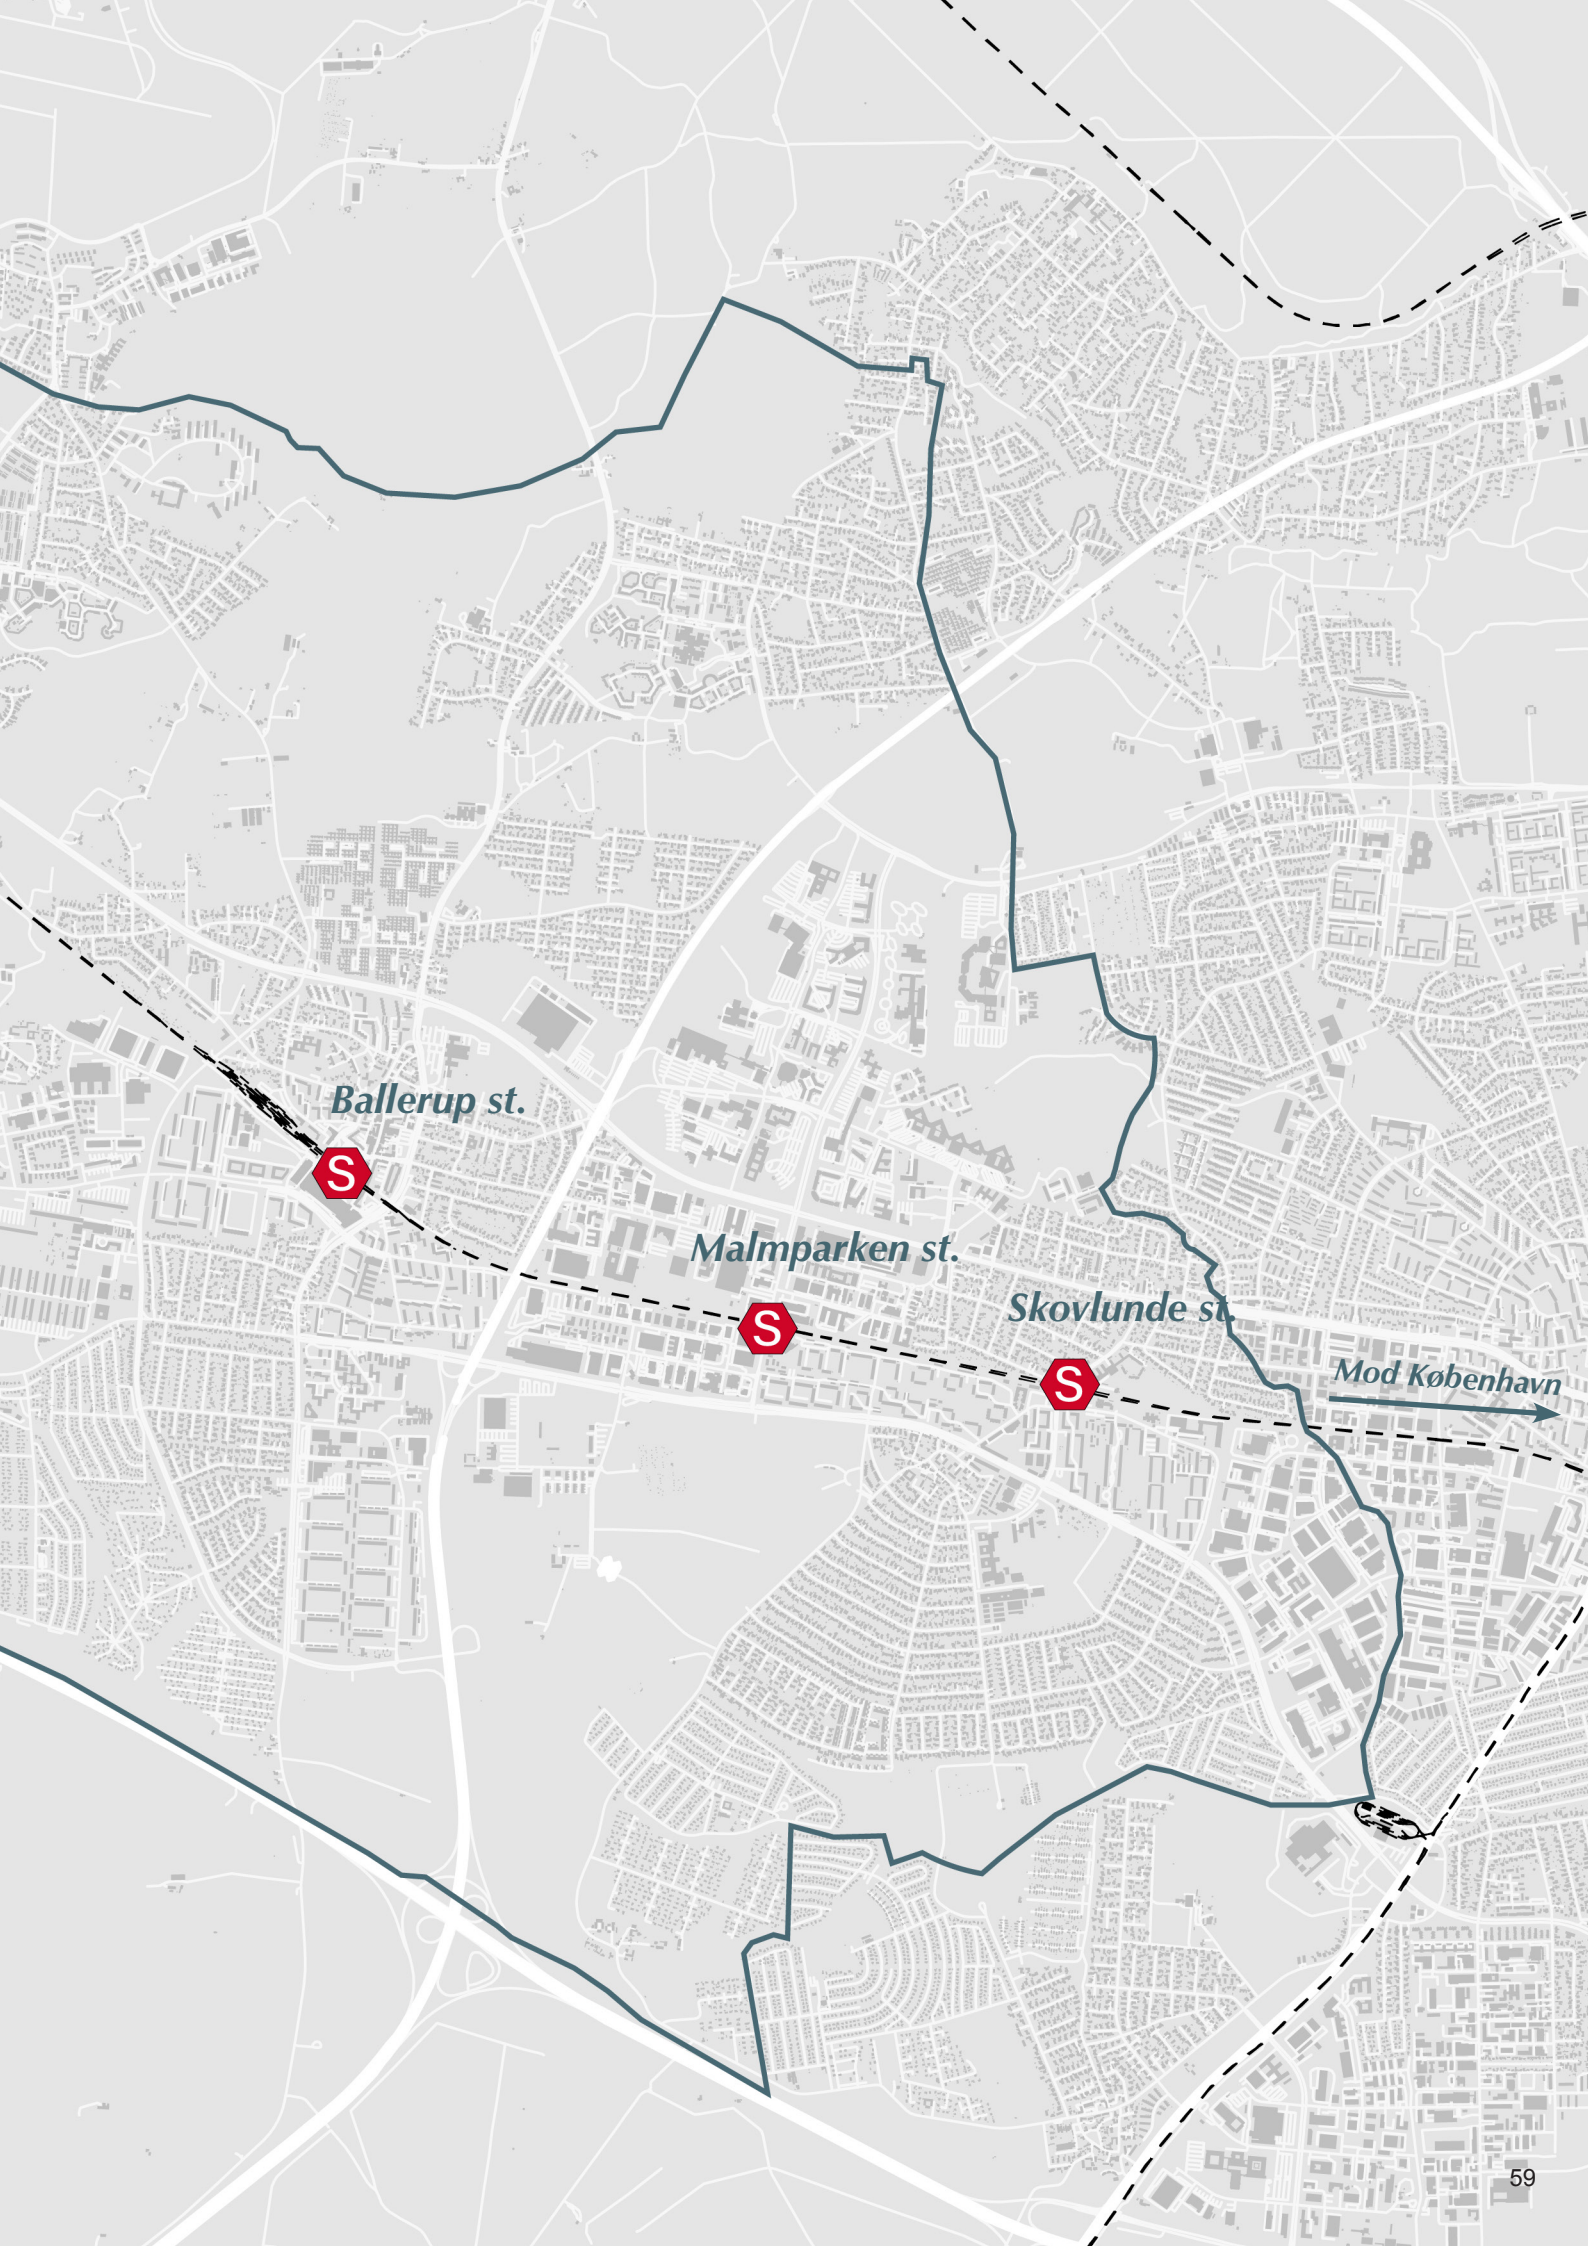 Ballerup st.
S
Malmparken st.
S
Skovlunde st.
S
Mod København
59